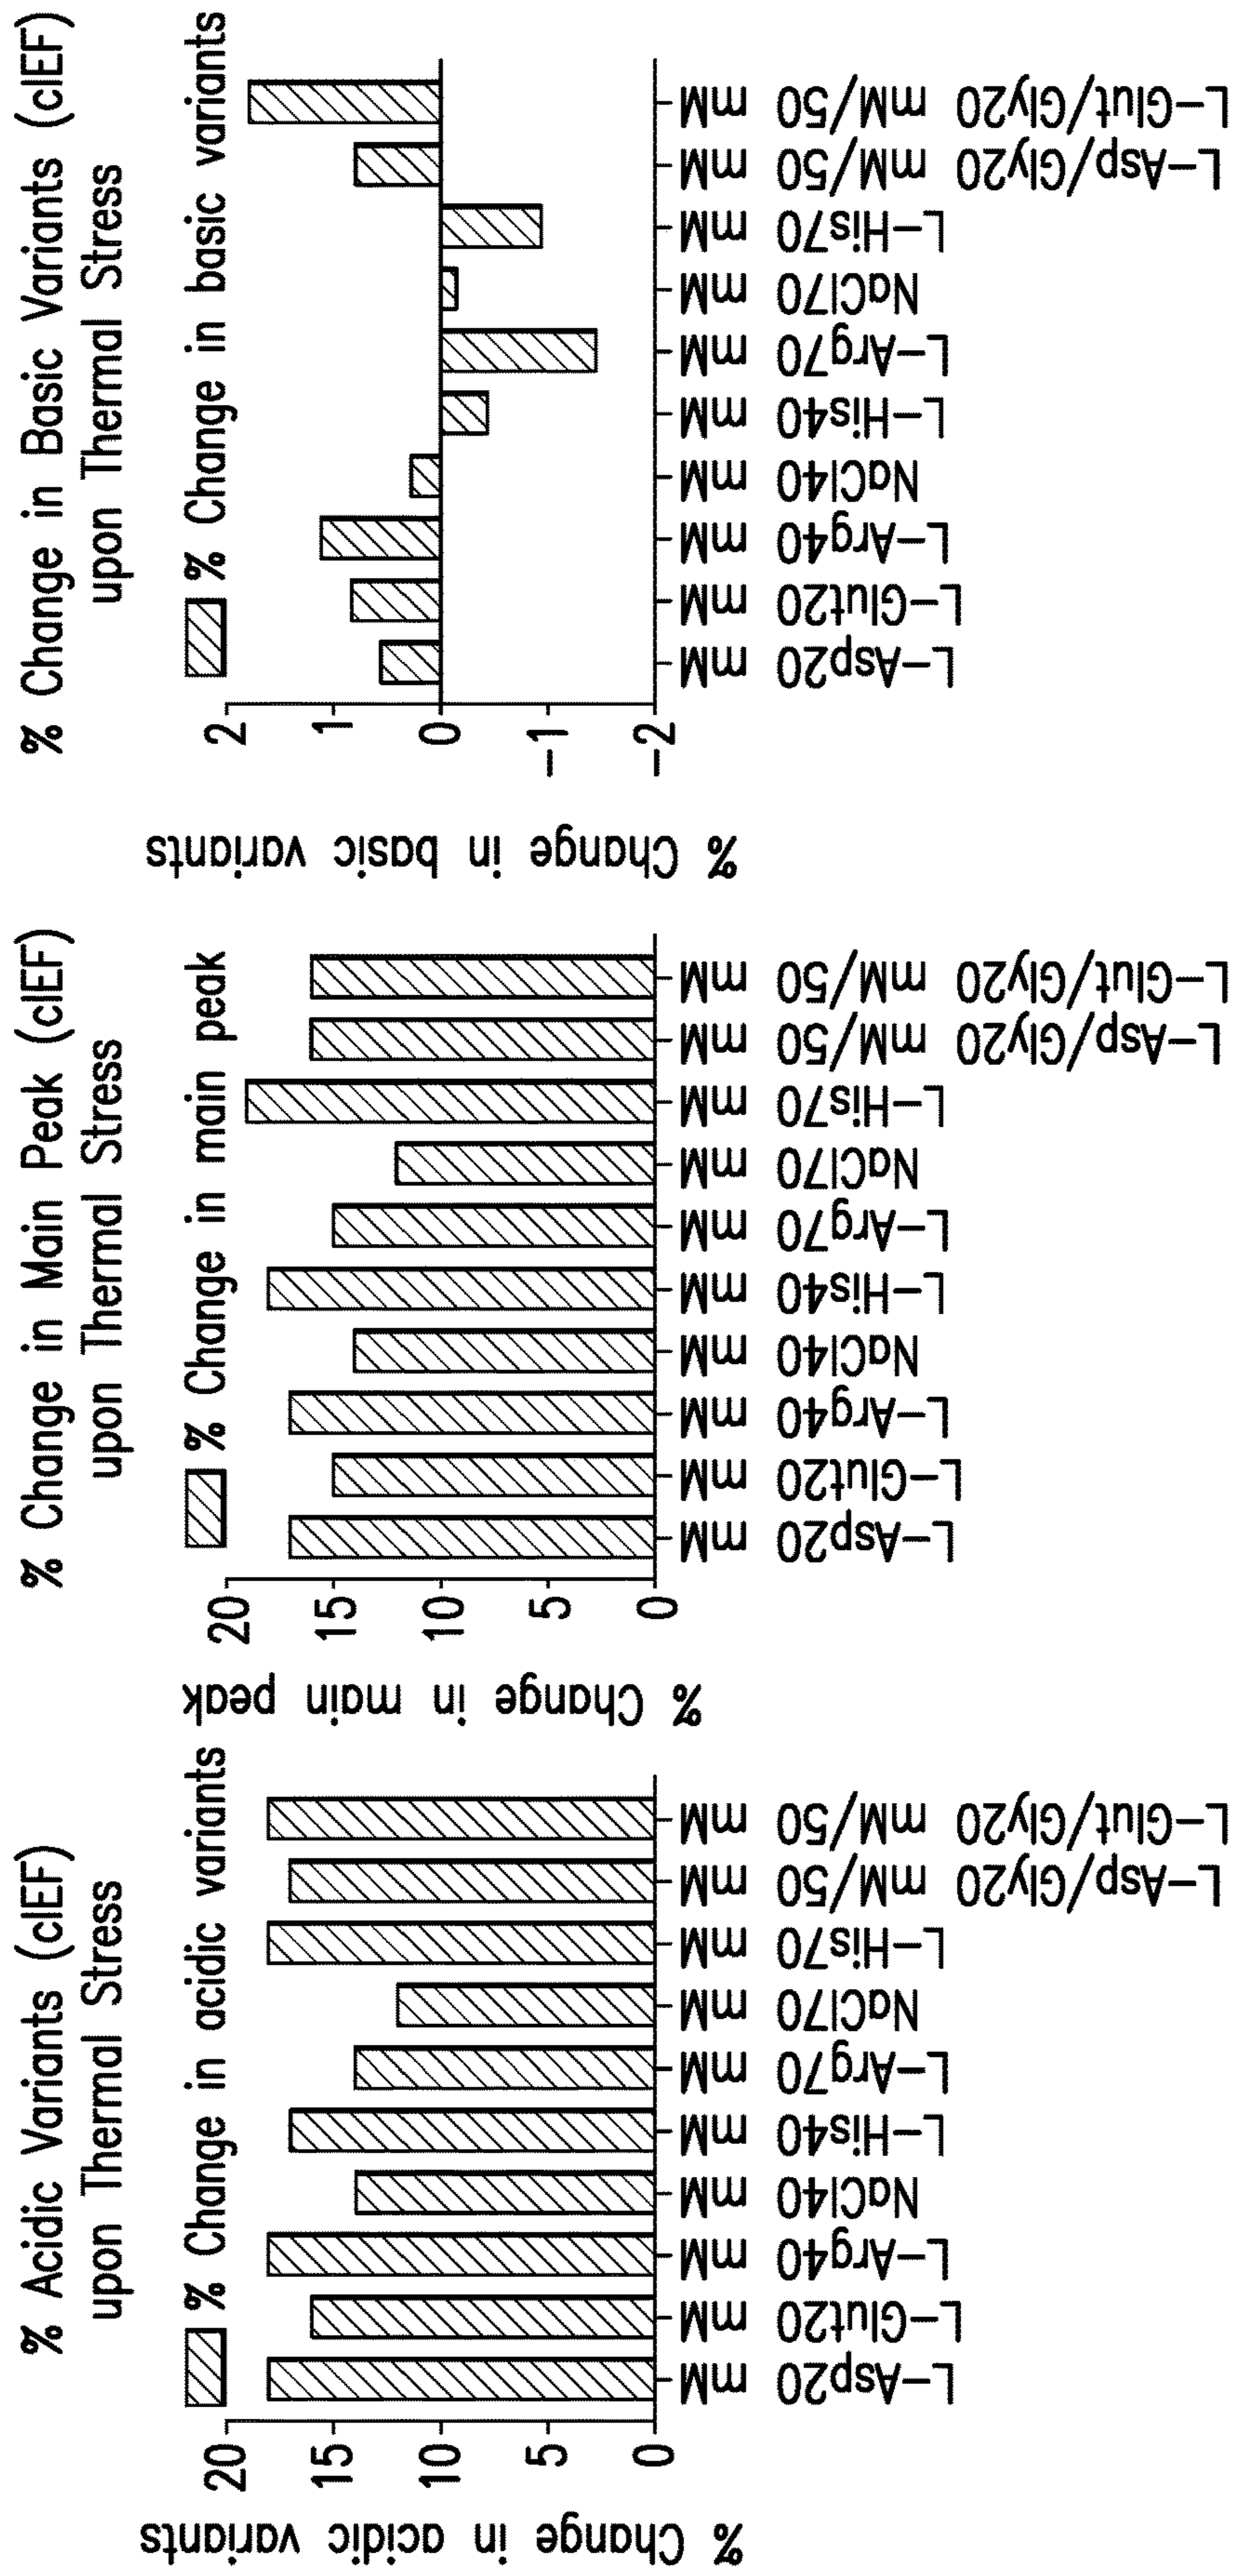 % Acidic Variants (cIEF)
upon Thermal Stress
% Change in acidic variants
% Change in acidic variants
20
15
10
5
0
L-Asp20 mM
L-Glut20 mM
L-Arg40 mM
NaCl40 mM
L-His40 mM
L-Arg70 mM
NaCl70 mM
L-His70 mM
L-Asp/Gly20 mM/50 mM
L-Glut/Gly20 mM/50 mM
% Change in Main Peak (cIEF)
upon Thermal Stress
% Change in main peak
% Change in main peak
20
15
10
5
0
L-Asp20 mM
L-Glut20 mM
L-Arg40 mM
NaCl40 mM
L-His40 mM
L-Arg70 mM
NaCl70 mM
L-His70 mM
L-Asp/Gly20 mM/50 mM
L-Glut/Gly20 mM/50 mM
% Change in Basic Variants (cIEF)
upon Thermal Stress
% Change in basic variants
% Change in basic variants
2
1
0
-1
-2
L-Asp20 mM
L-Glut20 mM
L-Arg40 mM
NaCl40 mM
L-His40 mM
L-Arg70 mM
NaCl70 mM
L-His70 mM
L-Asp/Gly20 mM/50 mM
L-Glut/Gly20 mM/50 mM